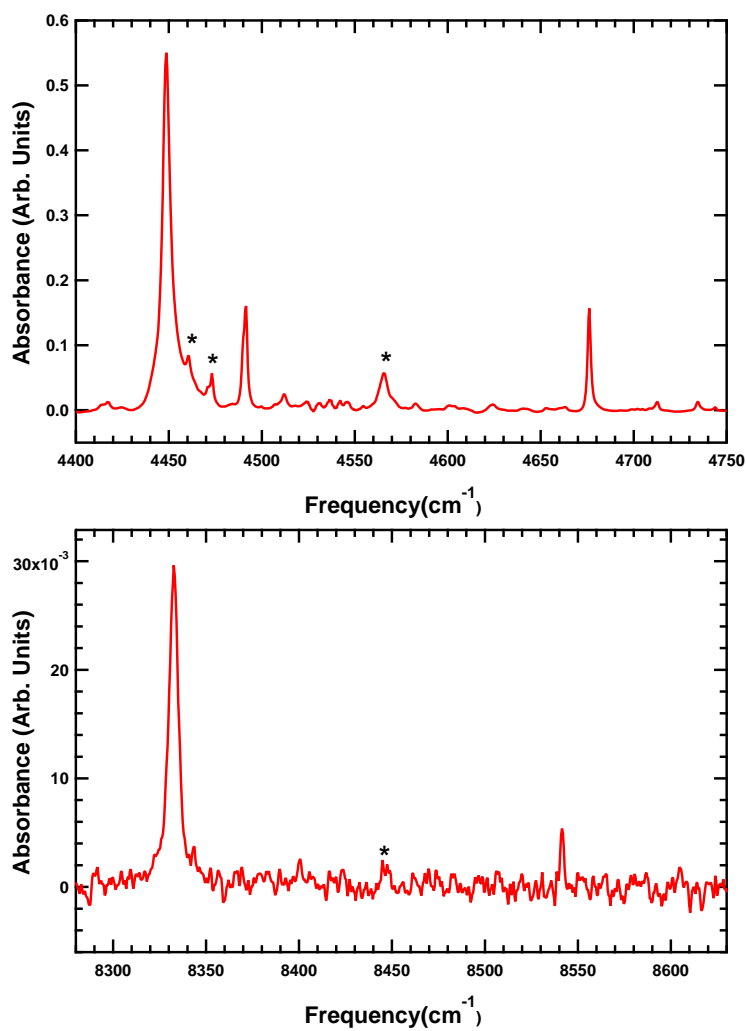 0.6
0.5
0.4
0.3
0.2
0.1
0.0
Absorbance (Arb. Units)
* * *
4400 4450 4500 4550 4600 4650 4700 4750
Frequency(cm⁻¹)
30x10⁻³
20
10
0
Absorbance (Arb. Units)
*
8300 8350 8400 8450 8500 8550 8600
Frequency(cm⁻¹)